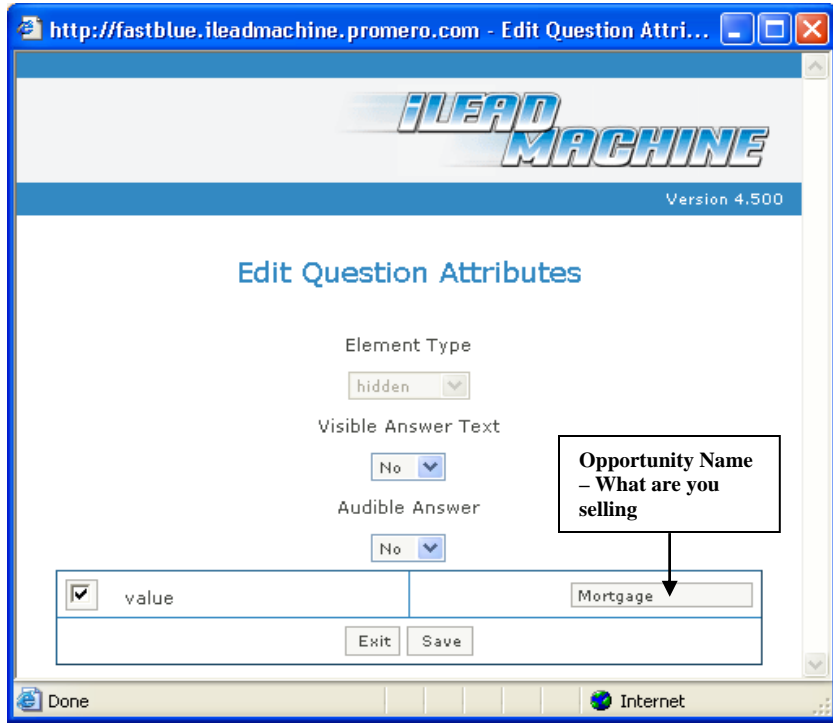 http://fastblue.ileadmachine.promero.com - Edit Question Attri...
iLEAD
MACHINE
Version 4.500
Edit Question Attributes
Element Type
hidden
Visible Answer Text
No
Opportunity Name
– What are you
selling
Audible Answer
No
value
Mortgage
Exit Save
Done Internet